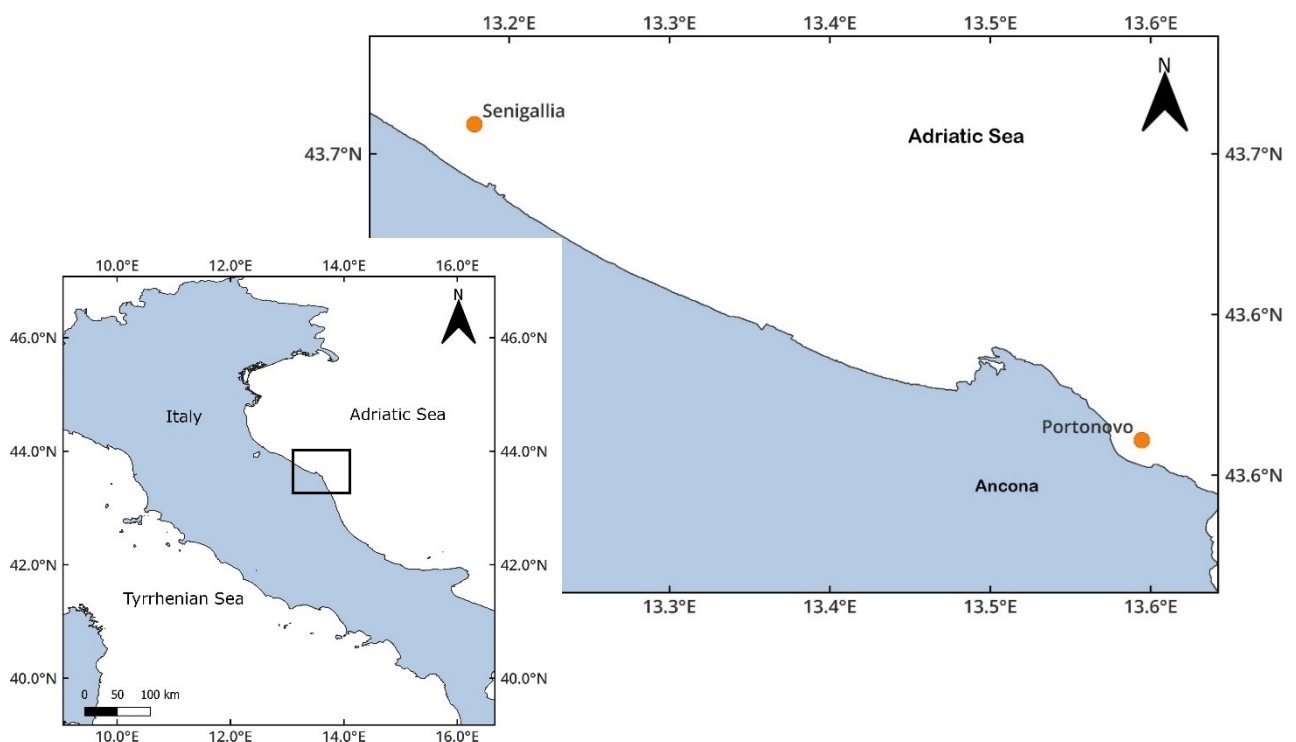 13.2°E 13.3°E 13.4°E 13.5°E 13.6°E
N
Senigallia
Adriatic Sea
43.7°N 43.7°N
43.6°N
Portonovo
43.6°N
Ancona
13.3°E 13.4°E 13.5°E 13.6°E
10.0°E 12.0°E 14.0°E 16.0°E
N
46.0°N 46.0°N
Italy
Adriatic Sea
44.0°N 44.0°N
42.0°N 42.0°N
Tyrrhenian Sea
40.0°N 40.0°N
0 50 100 km
10.0°E 12.0°E 14.0°E 16.0°E